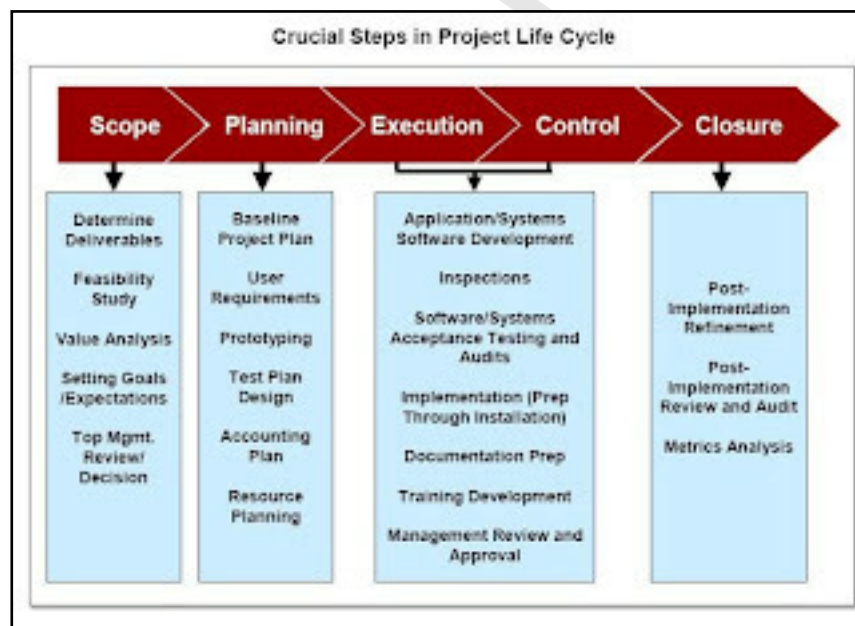 Crucial Steps in Project Life Cycle
Scope
Planning
Execution
Control
Closure
Determine
Deliverables
Feasibility
Study
Value Analysis
Setting Goals
/Expectations
Top Mgmt.
Review/
Decision
Baseline
Project Plan
User
Requirements
Prototyping
Test Plan
Design
Accounting
Plan
Resource
Planning
Application/Systems
Software Development
Inspections
Software/Systems
Acceptance Testing and
Audits
Implementation (Prep
Through Installation)
Documentation Prep
Training Development
Management Review and
Approval
Post-
Implementation
Refinement
Post-
Implementation
Review and Audit
Metrics Analysis